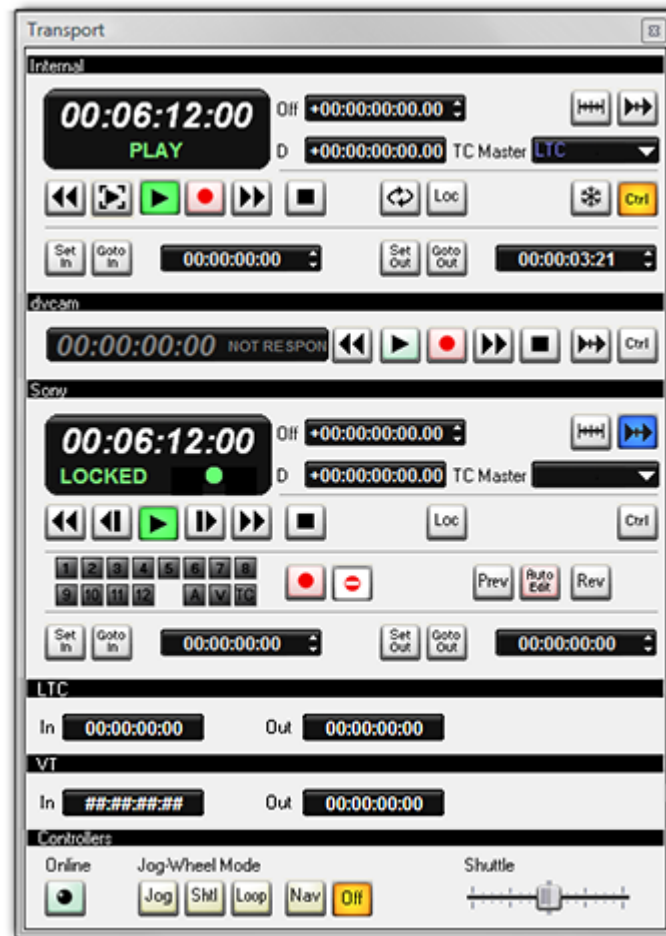 Transport
Internal
00:06:12:00
PLAY
Off +00:00:00:00.00
D +00:00:00:00.00 TC Master LTC
Loc Ctrl
Set In Goto In 00:00:00:00 Set Out Goto Out 00:00:03:21
dvcam
00:00:00:00 NOT RESPON Ctrl
Sony
00:06:12:00
LOCKED
Off +00:00:00:00.00
D +00:00:00:00.00 TC Master
Loc Ctrl
1 2 3 4 5 6 7 8
9 10 11 12 A V TC
Prev Auto Edit Rev
Set In Goto In 00:00:00:00 Set Out Goto Out 00:00:00:00
LTC
In 00:00:00:00 Out 00:00:00:00
VT
In ##:##:##:## Out 00:00:00:00
Controllers
Online Jog-Wheel Mode Shuttle
Jog Shtl Loop Nav Off